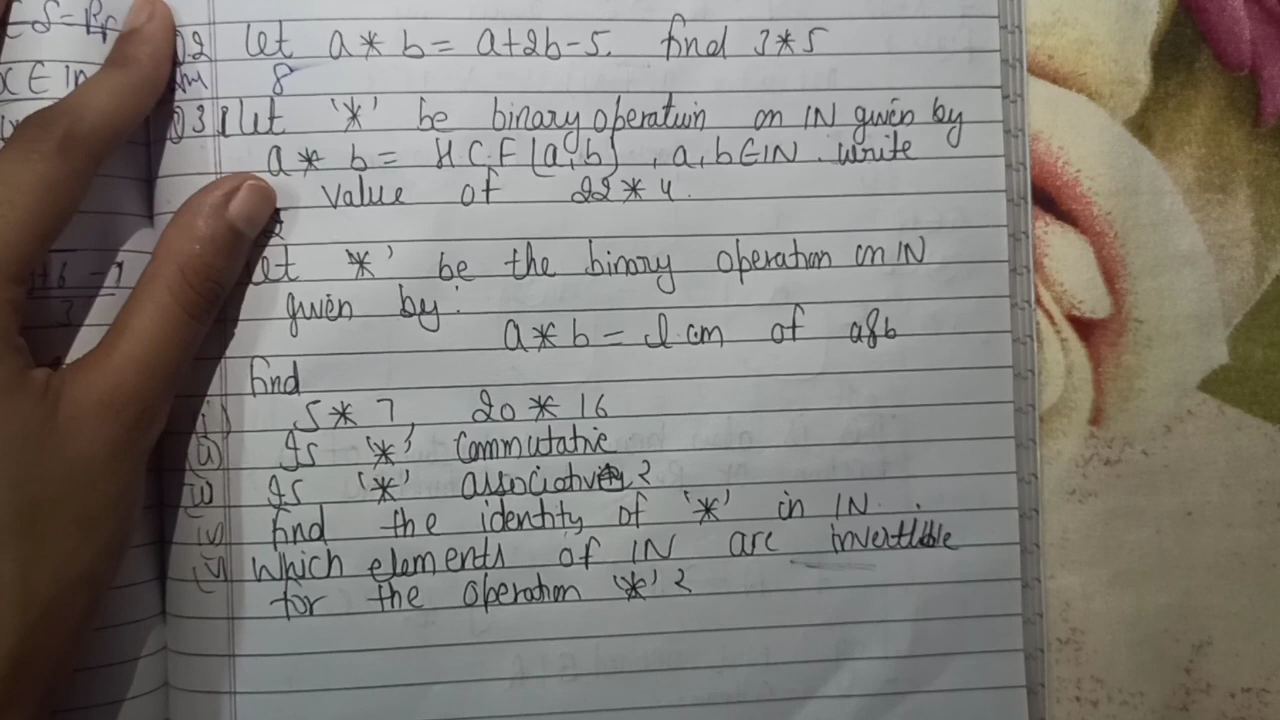 Q2 let a * b = a+2b-5. find 3*5
Ans 8
Q3 let '*' be binary operation on IN given by
a * b = H C F (a,b), a,b∈IN. write
value of 22 * 4.
let '*' be the binary operation on IN
given by:
a * b = l.cm of a&b
find
5 * 7, 20 * 16
(ii) Is '*' commutative
Is '*' associative?
(iv) find the identity of '*' in IN.
(v) which elements of IN are invertible
for the operation '*' ?